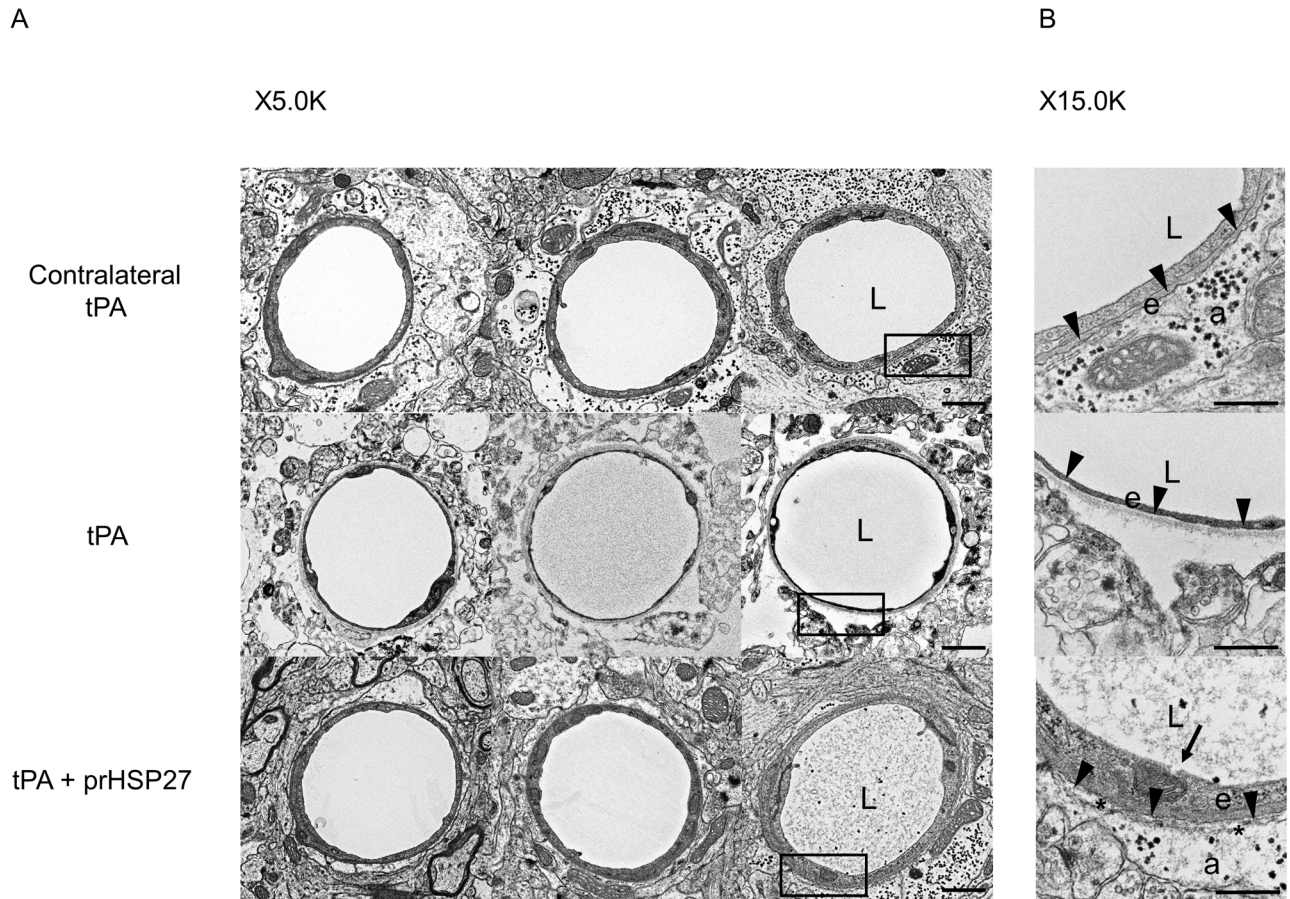 A
B
X5.0K
X15.0K
Contralateral
tPA
L
L
e
a
tPA
L
L
e
tPA + prHSP27
L
L
e
* *
a